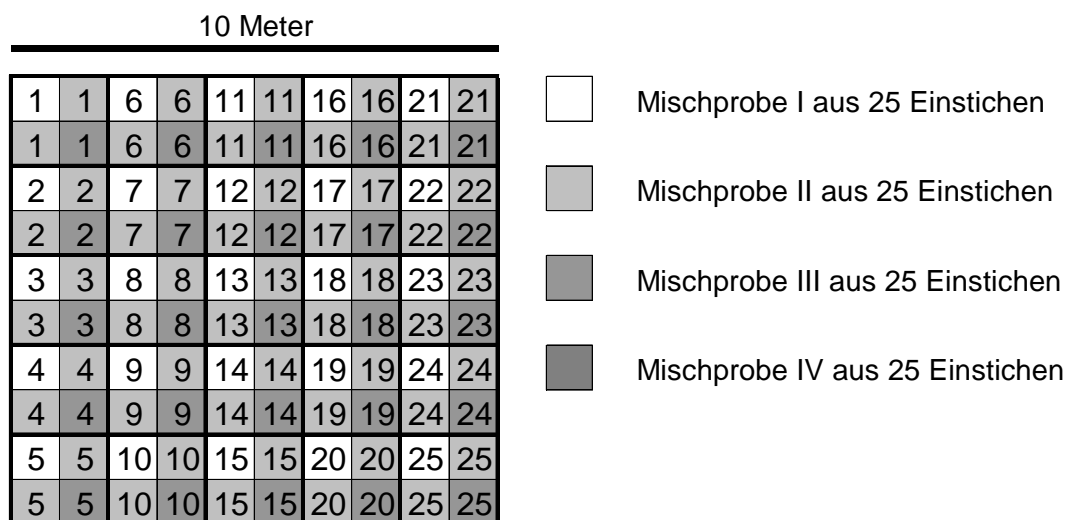 10 Meter
1 1 6 6 11 11 16 16 21 21
1 1 6 6 11 11 16 16 21 21
2 2 7 7 12 12 17 17 22 22
2 2 7 7 12 12 17 17 22 22
3 3 8 8 13 13 18 18 23 23
3 3 8 8 13 13 18 18 23 23
4 4 9 9 14 14 19 19 24 24
4 4 9 9 14 14 19 19 24 24
5 5 10 10 15 15 20 20 25 25
5 5 10 10 15 15 20 20 25 25
Mischprobe I aus 25 Einstichen
Mischprobe II aus 25 Einstichen
Mischprobe III aus 25 Einstichen
Mischprobe IV aus 25 Einstichen